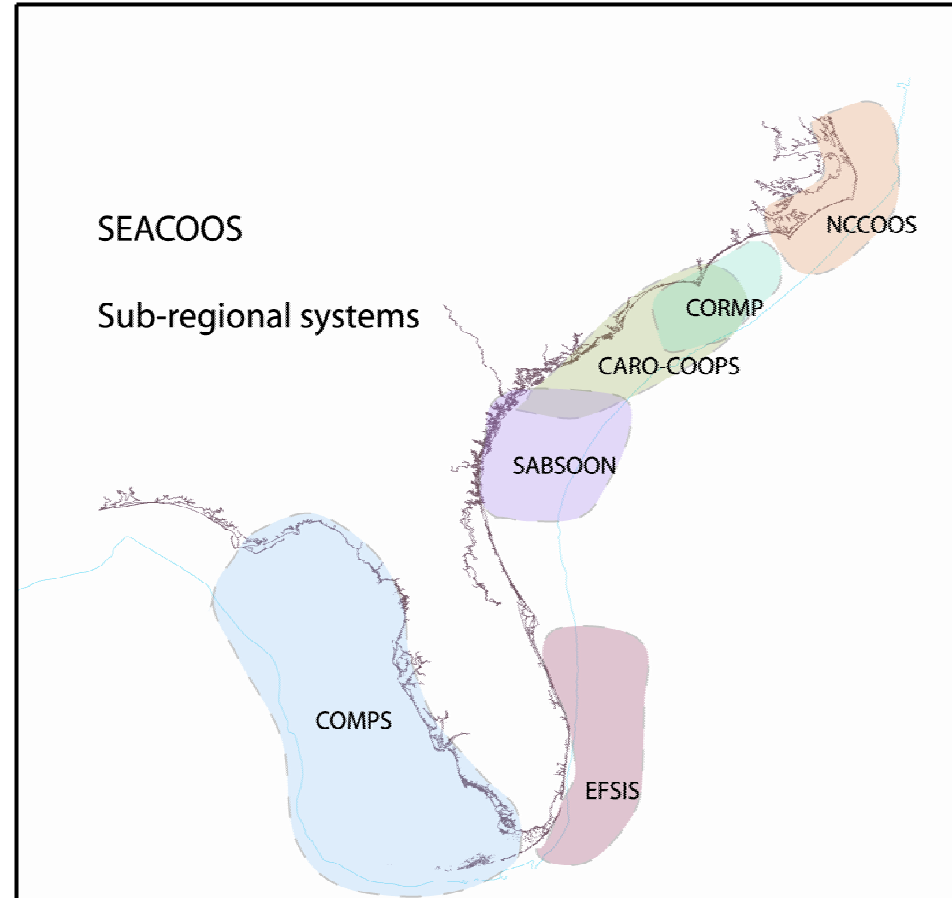 SEACOOS
Sub-regional systems
NCCOOS
CORMP
CARO-COOPS
SABSOON
COMPS
EFSIS